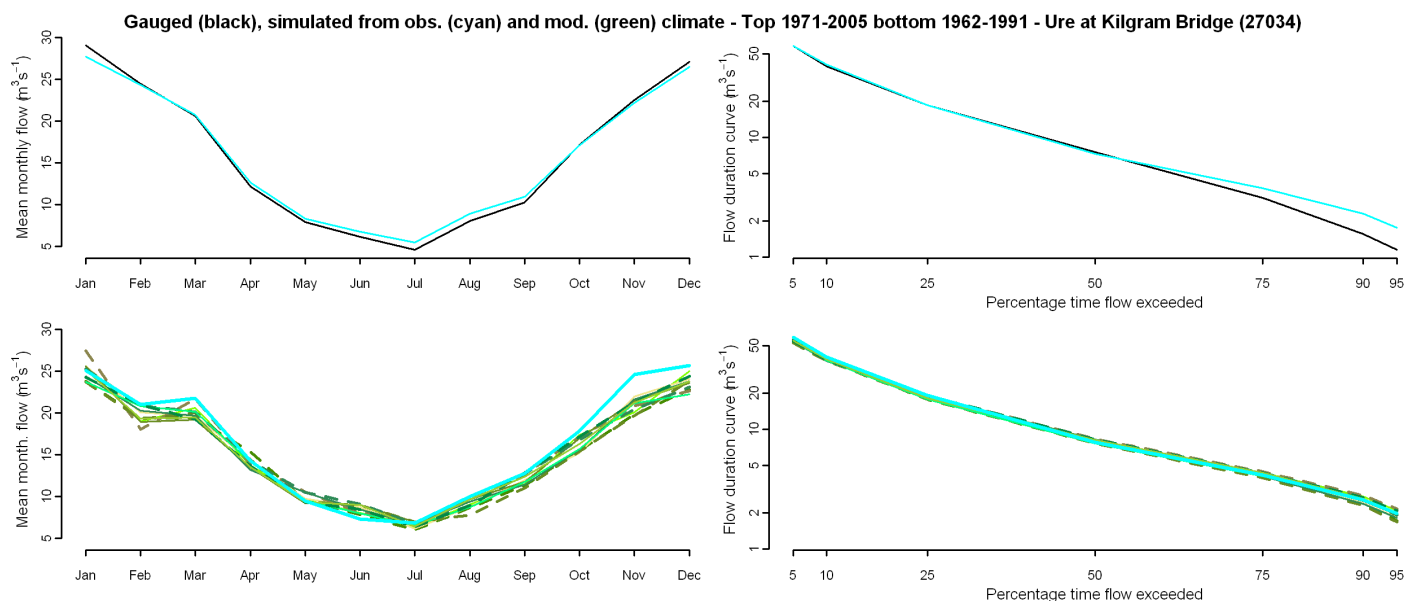 Gauged (black), simulated from obs. (cyan) and mod. (green) climate - Top 1971-2005 bottom 1962-1991 - Ure at Kilgram Bridge (27034)
Mean monthly flow (m³s⁻¹)
30
25
20
15
10
5
Jan Feb Mar Apr May Jun Jul Aug Sep Oct Nov Dec
Flow duration curve (m³s⁻¹)
50
20
10
5
2
1
5 10 25 50 75 90 95
Percentage time flow exceeded
Mean month. flow (m³s⁻¹)
30
25
20
15
10
5
Jan Feb Mar Apr May Jun Jul Aug Sep Oct Nov Dec
Flow duration curve (m³s⁻¹)
50
20
10
5
2
1
5 10 25 50 75 90 95
Percentage time flow exceeded